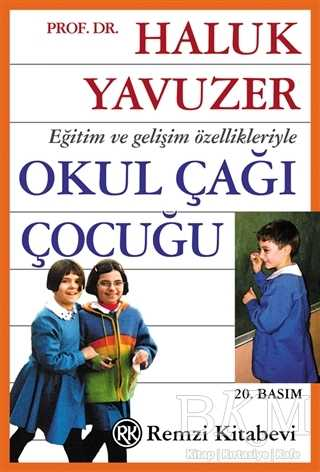 PROF. DR. HALUK
YAVUZER
Eğitim ve gelişim özellikleriyle
OKUL ÇAĞI
ÇOCUĞU
20. BASIM
BKM
Kitap | Kırtasiye | Kafe
RK Remzi Kitabevi